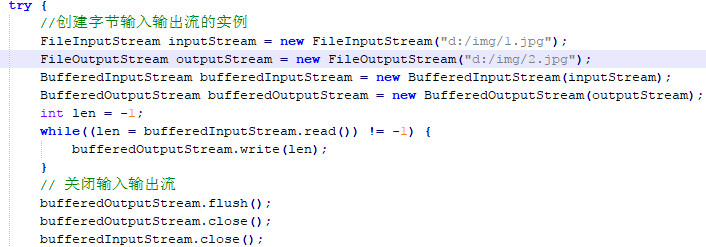 try {
//创建字节输入输出流的实例
FileInputStream inputStream = new FileInputStream("d:/img/1.jpg");
FileOutputStream outputStream = new FileOutputStream("d:/img/2.jpg");
BufferedInputStream bufferedInputStream = new BufferedInputStream(inputStream);
BufferedOutputStream bufferedOutputStream = new BufferedOutputStream(outputStream);
int len = -1;
while((len = bufferedInputStream.read()) != -1) {
bufferedOutputStream.write(len);
}
// 关闭输入输出流
bufferedOutputStream.flush();
bufferedOutputStream.close();
bufferedInputStream.close();